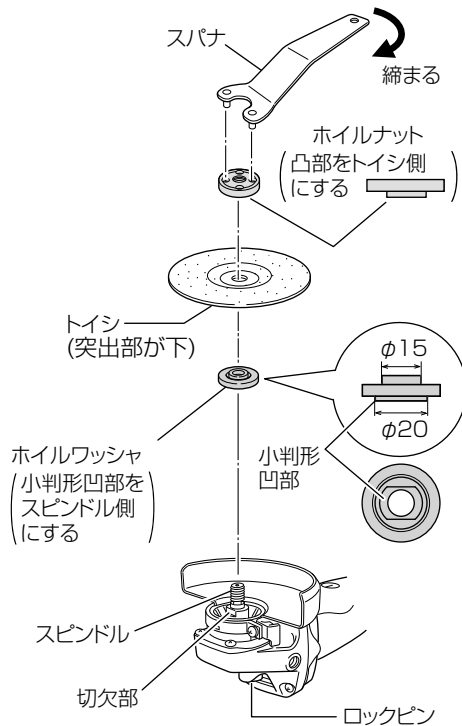 スパナ
締まる
ホイルナット
(凸部をトイシ側
にする)
トイシ
(突出部が下)
φ15
φ20
小判形
凹部
ホイルワッシャ
(小判形凹部を
スピンドル側
にする)
スピンドル
切欠部
ロックピン